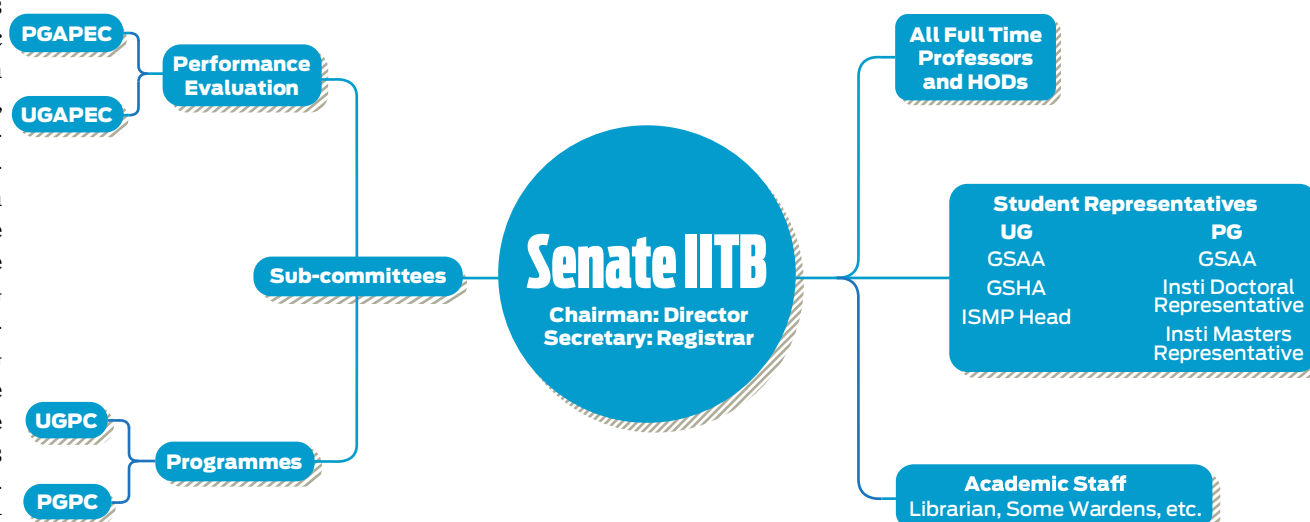 PGAPEC
UGAPEC
Performance
Evaluation
Sub-committees
UGPC
PGPC
Programmes
Senate IITB
Chairman: Director
Secretary: Registrar
All Full Time
Professors
and HODs
Student Representatives
UG
GSAA
GSHA
ISMP Head
PG
GSAA
Insti Doctoral
Representative
Insti Masters
Representative
Academic Staff
Librarian, Some Wardens, etc.